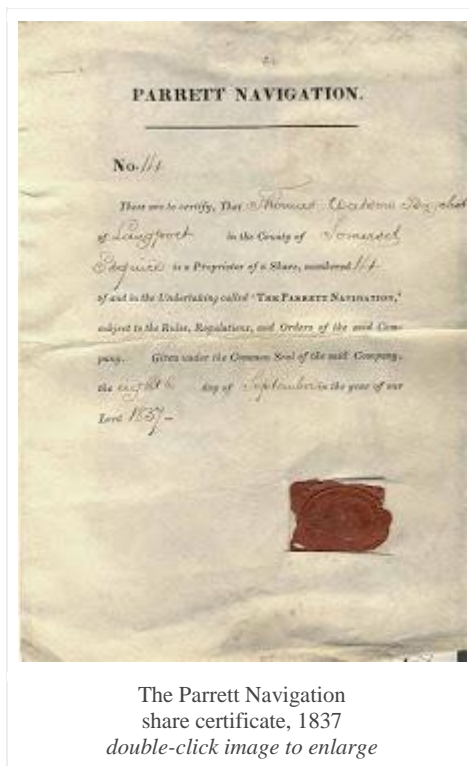 PARRETT NAVIGATION.
No. 114
These are to certify, That Thomas Watson Bagehot
of Langport in the County of Somerset
Esquire is a Proprietor of a Share, numbered 114
of and in the Undertaking called "THE PARRETT NAVIGATION,"
subject to the Rules, Regulations, and Orders of the said Com-
pany. Given under the Common Seal of the said Company,
the eighth day of September in the year of our
Lord 1837
The Parrett Navigation
share certificate, 1837
double-click image to enlarge